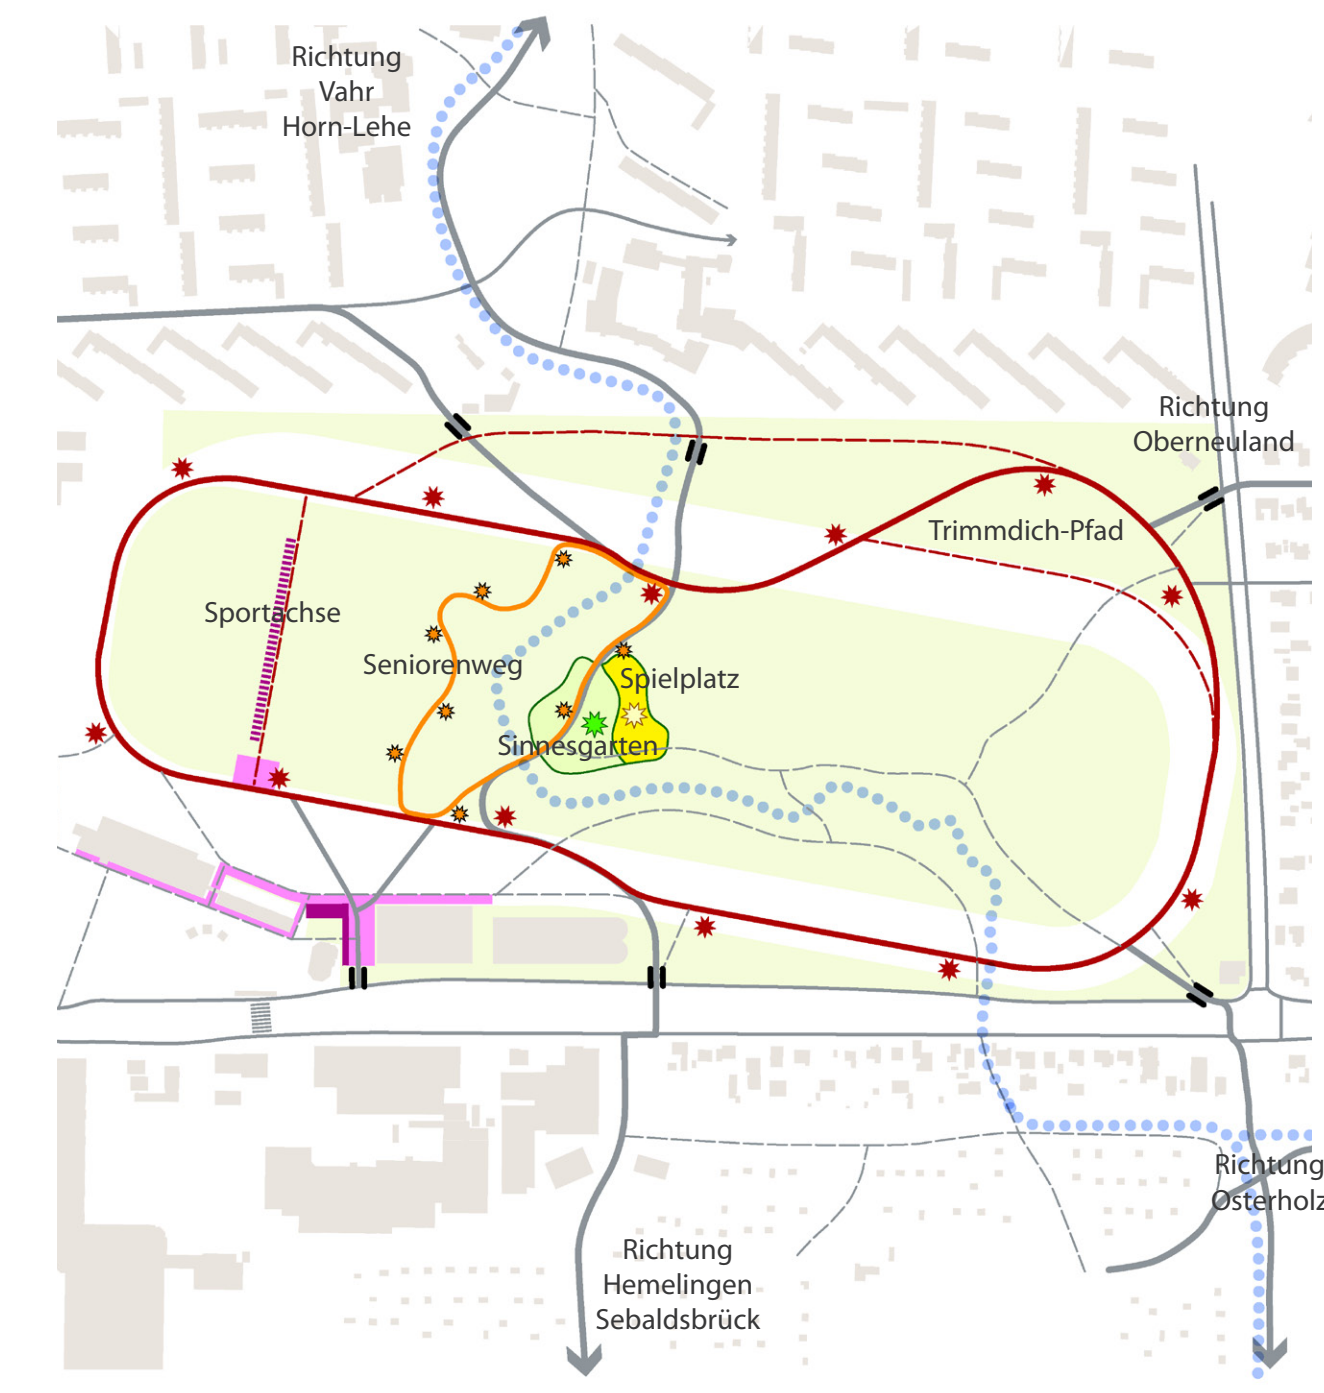 Richtung
Vahr
Horn-Lehe
Richtung
Oberneuland
Trimmdich-Pfad
Sportachse
Seniorenweg
Spielplatz
Sinnesgarten
Richtung
Osterholz
Richtung
Hemelingen
Sebaldsbrück